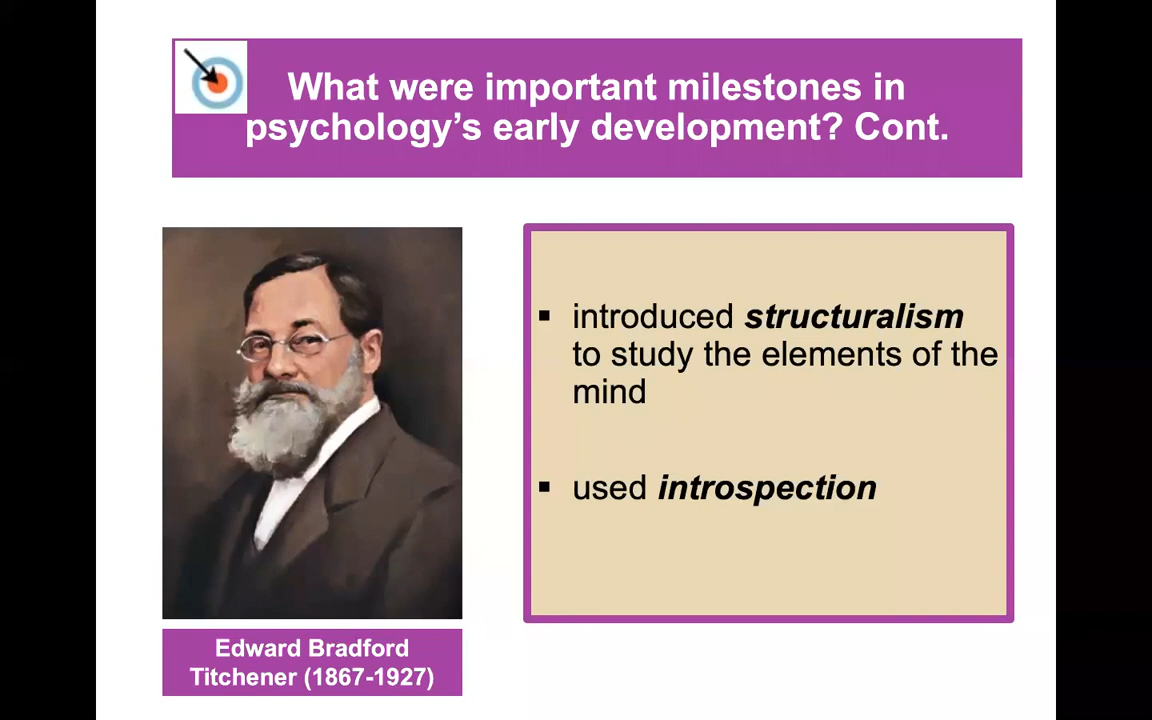 What were important milestones in
psychology’s early development? Cont.
▪ introduced structuralism
to study the elements of the
mind
▪ used introspection
Edward Bradford
Titchener (1867-1927)